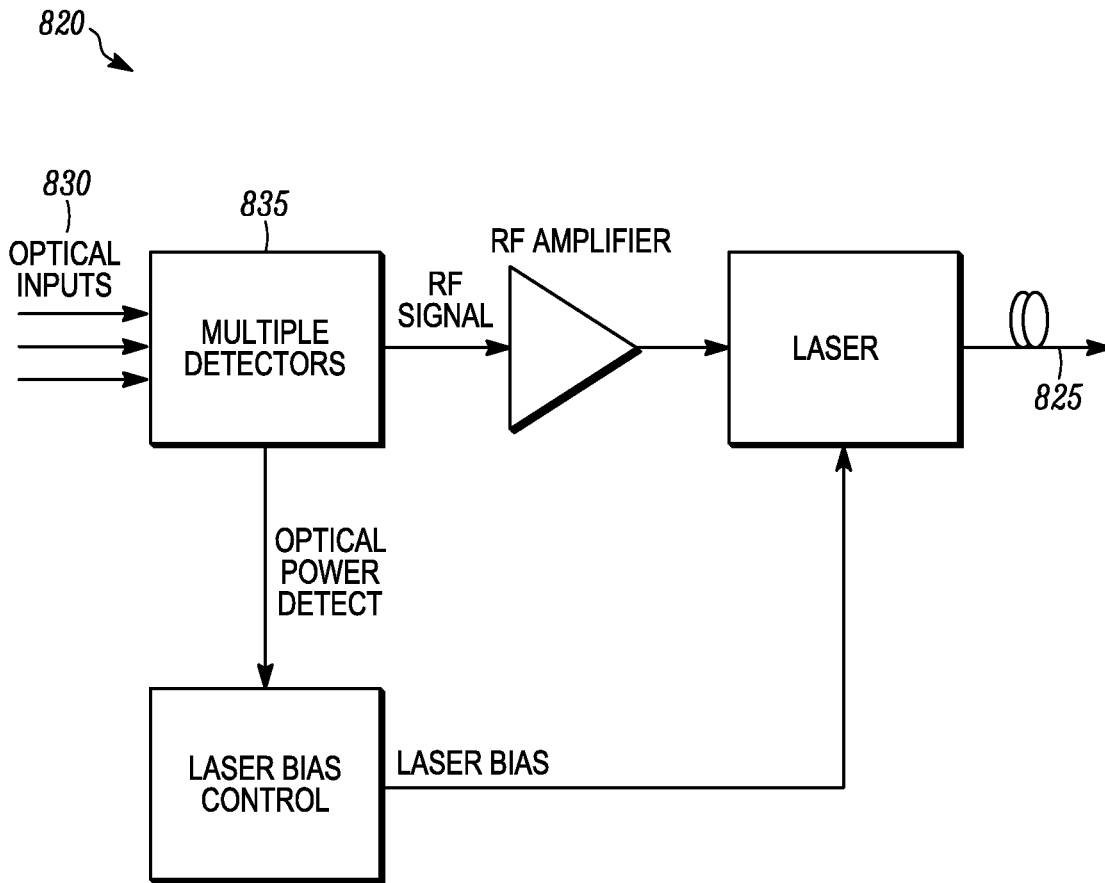 820
830
OPTICAL
INPUTS
835
MULTIPLE
DETECTORS
RF
SIGNAL
RF AMPLIFIER
LASER
825
OPTICAL
POWER
DETECT
LASER BIAS
CONTROL
LASER BIAS